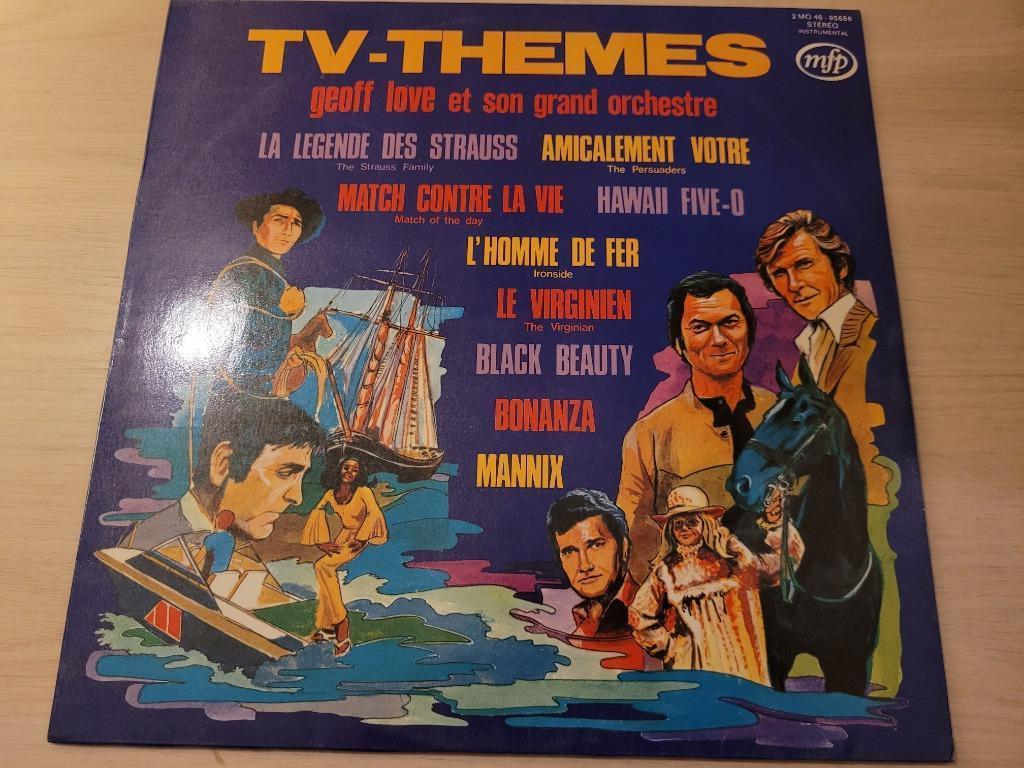 2 MO 46 - 95686
STÉRÉO
INSTRUMENTAL
mfp
TV-THEMES
geoff love et son grand orchestre
LA LEGENDE DES STRAUSS AMICALEMENT VOTRE
The Strauss Family The Persuaders
MATCH CONTRE LA VIE HAWAII FIVE-O
Match of the day
L'HOMME DE FER
Ironside
LE VIRGINIEN
The Virginian
BLACK BEAUTY
BONANZA
MANNIX